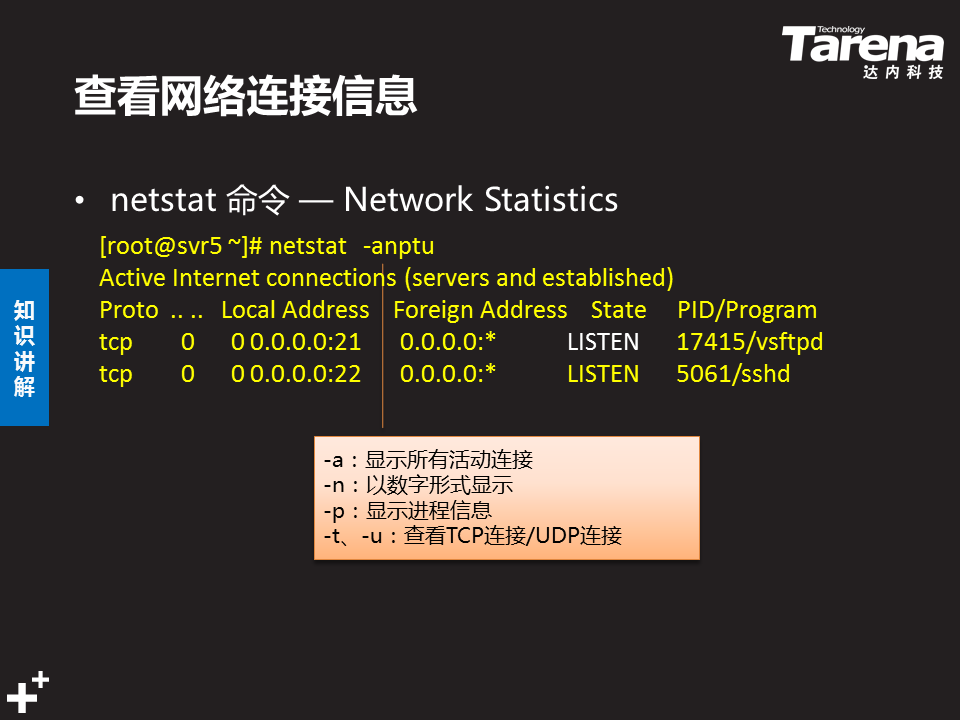 Technology
Tarena
达内科技
查看网络连接信息
• netstat 命令 — Network Statistics
[root@svr5 ~]# netstat -anptu
Active Internet connections (servers and established)
Proto .. .. Local Address Foreign Address State PID/Program
tcp 0 0 0.0.0.0:21 0.0.0.0:* LISTEN 17415/vsftpd
tcp 0 0 0.0.0.0:22 0.0.0.0:* LISTEN 5061/sshd
知识讲解
-a：显示所有活动连接
-n：以数字形式显示
-p：显示进程信息
-t、-u：查看TCP连接/UDP连接